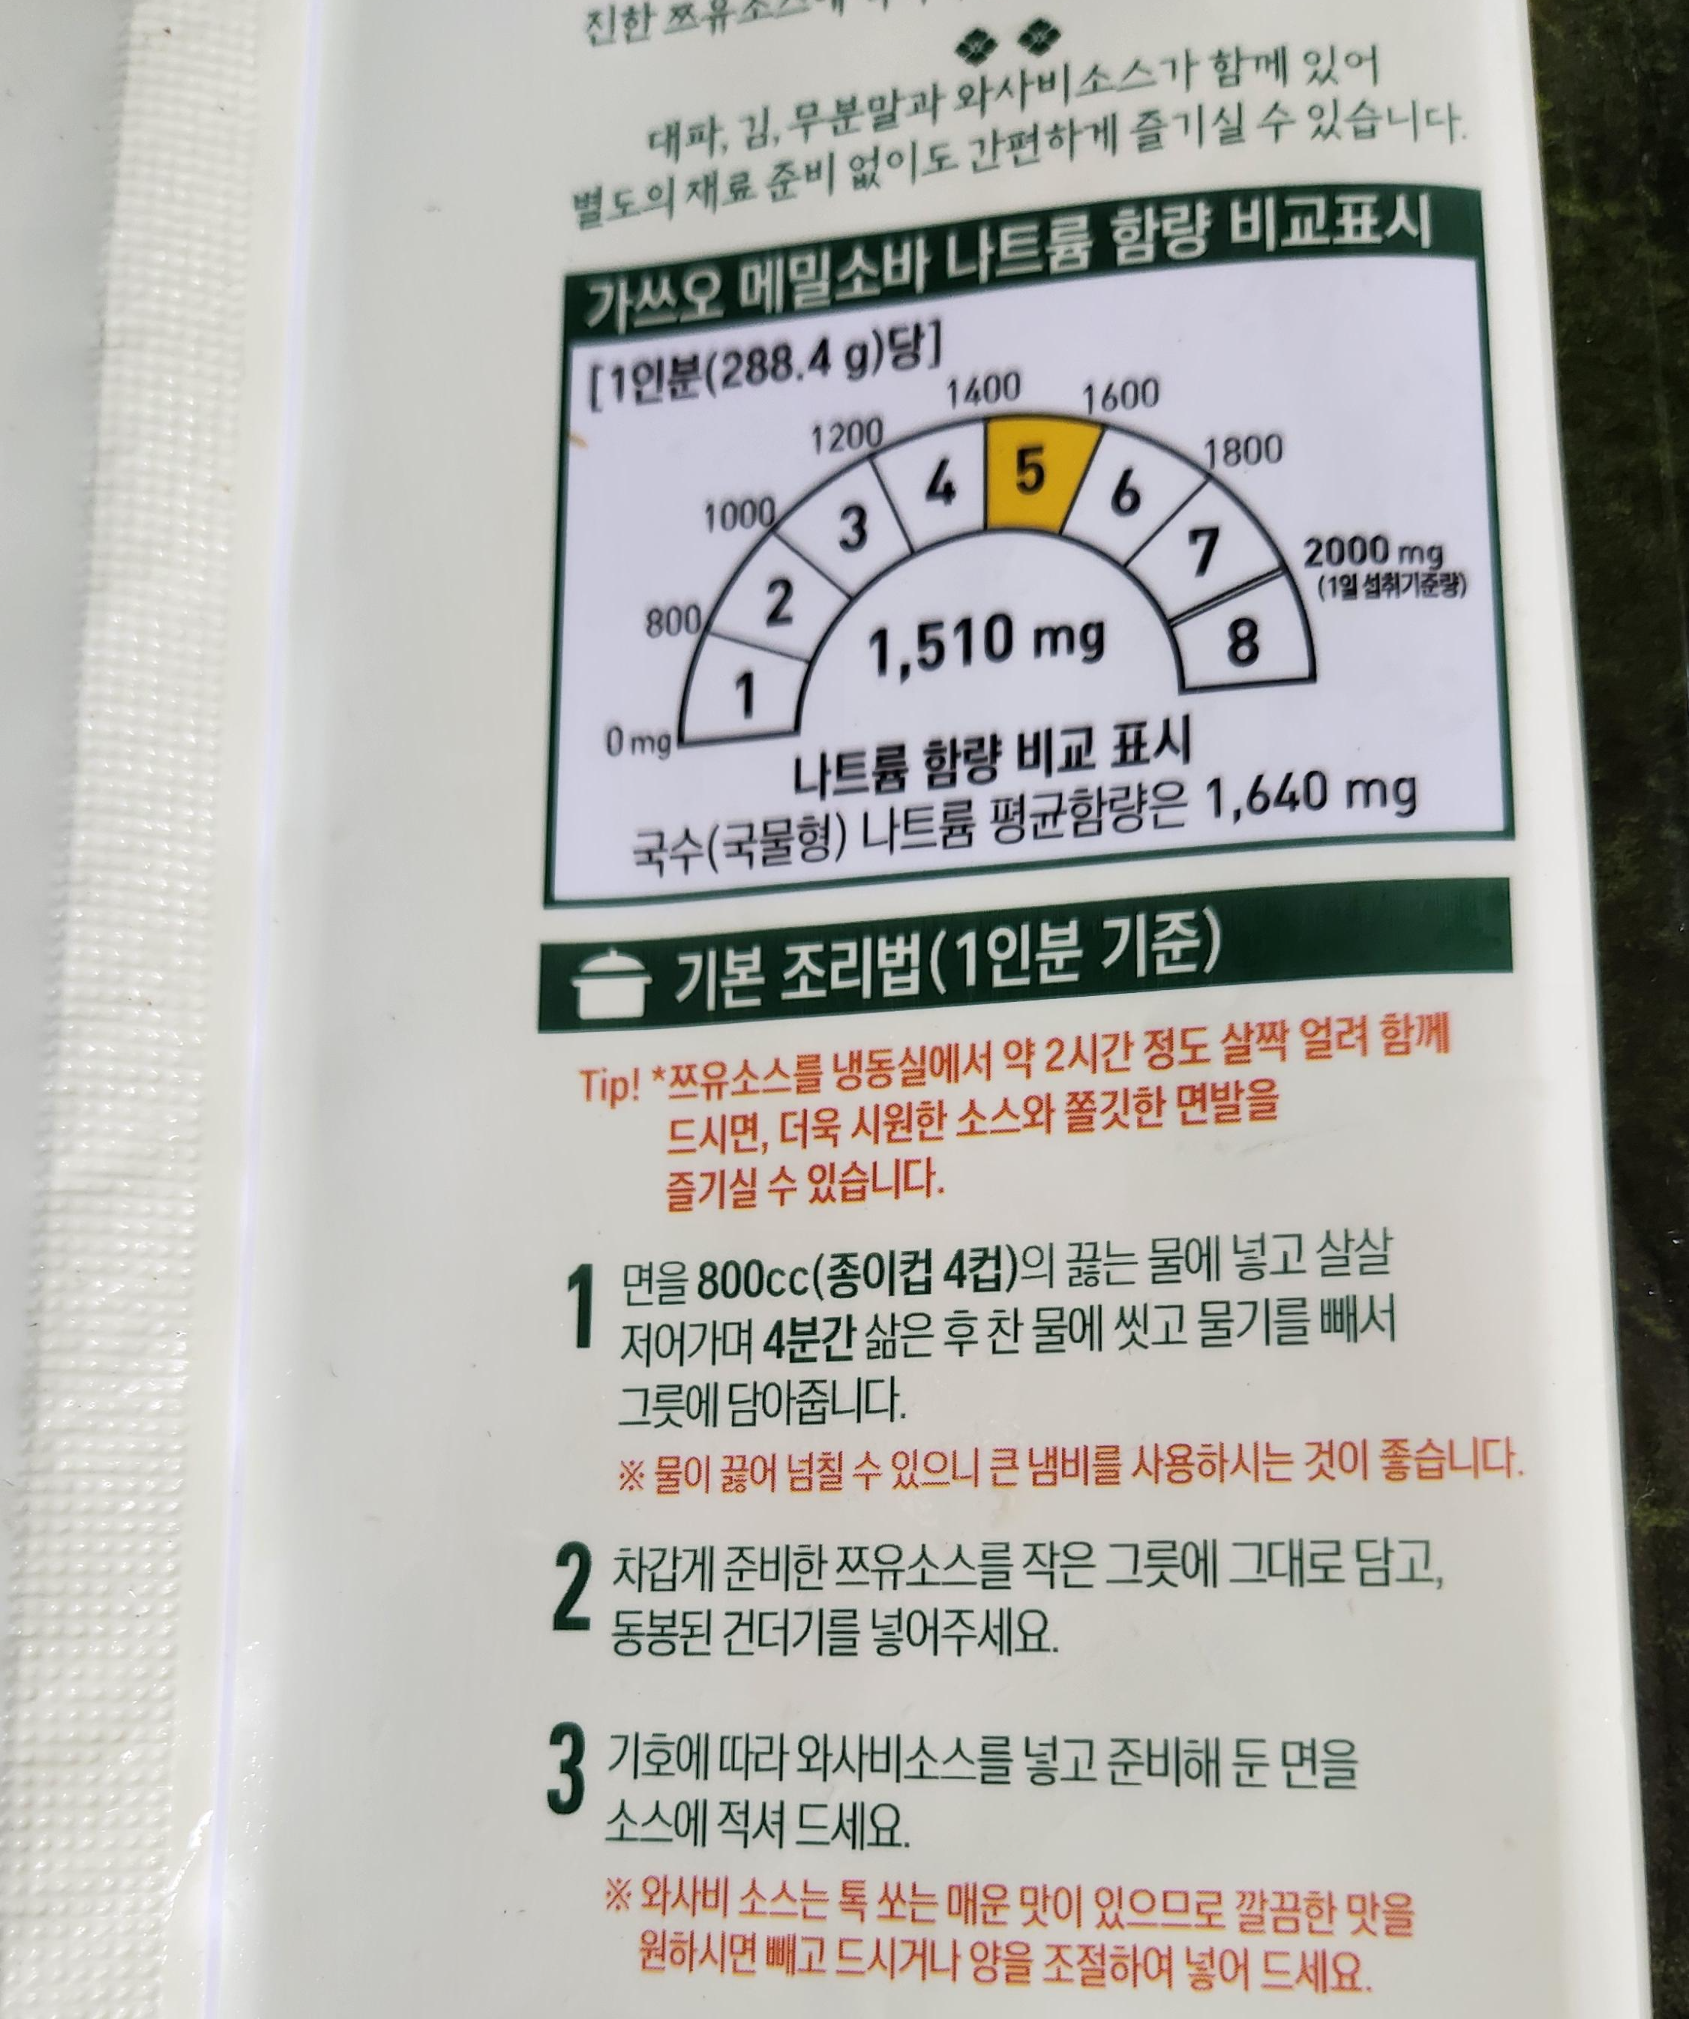 진한 쯔유소스에
대파, 김, 무분말과 와사비소스가 함께 있어
별도의 재료 준비 없이도 간편하게 즐기실 수 있습니다.
가쓰오 메밀소바 나트륨 함량 비교표시
[1인분(288.4 g)당]
0 mg
800
1000
1200
1400
1600
1800
2000 mg
(1일 섭취기준량)
1
2
3
4
5
6
7
8
1,510 mg
나트륨 함량 비교 표시
국수(국물형) 나트륨 평균함량은 1,640 mg
기본 조리법(1인분 기준)
Tip! *쯔유소스를 냉동실에서 약 2시간 정도 살짝 얼려 함께
드시면, 더욱 시원한 소스와 쫄깃한 면발을
즐기실 수 있습니다.
1 면을 800cc(종이컵 4컵)의 끓는 물에 넣고 살살
저어가며 4분간 삶은 후 찬 물에 씻고 물기를 빼서
그릇에 담아줍니다.
※ 물이 끓어 넘칠 수 있으니 큰 냄비를 사용하시는 것이 좋습니다.
2 차갑게 준비한 쯔유소스를 작은 그릇에 그대로 담고,
동봉된 건더기를 넣어주세요.
3 기호에 따라 와사비소스를 넣고 준비해 둔 면을
소스에 적셔 드세요.
※ 와사비 소스는 톡 쏘는 매운 맛이 있으므로 깔끔한 맛을
원하시면 빼고 드시거나 양을 조절하여 넣어 드세요.